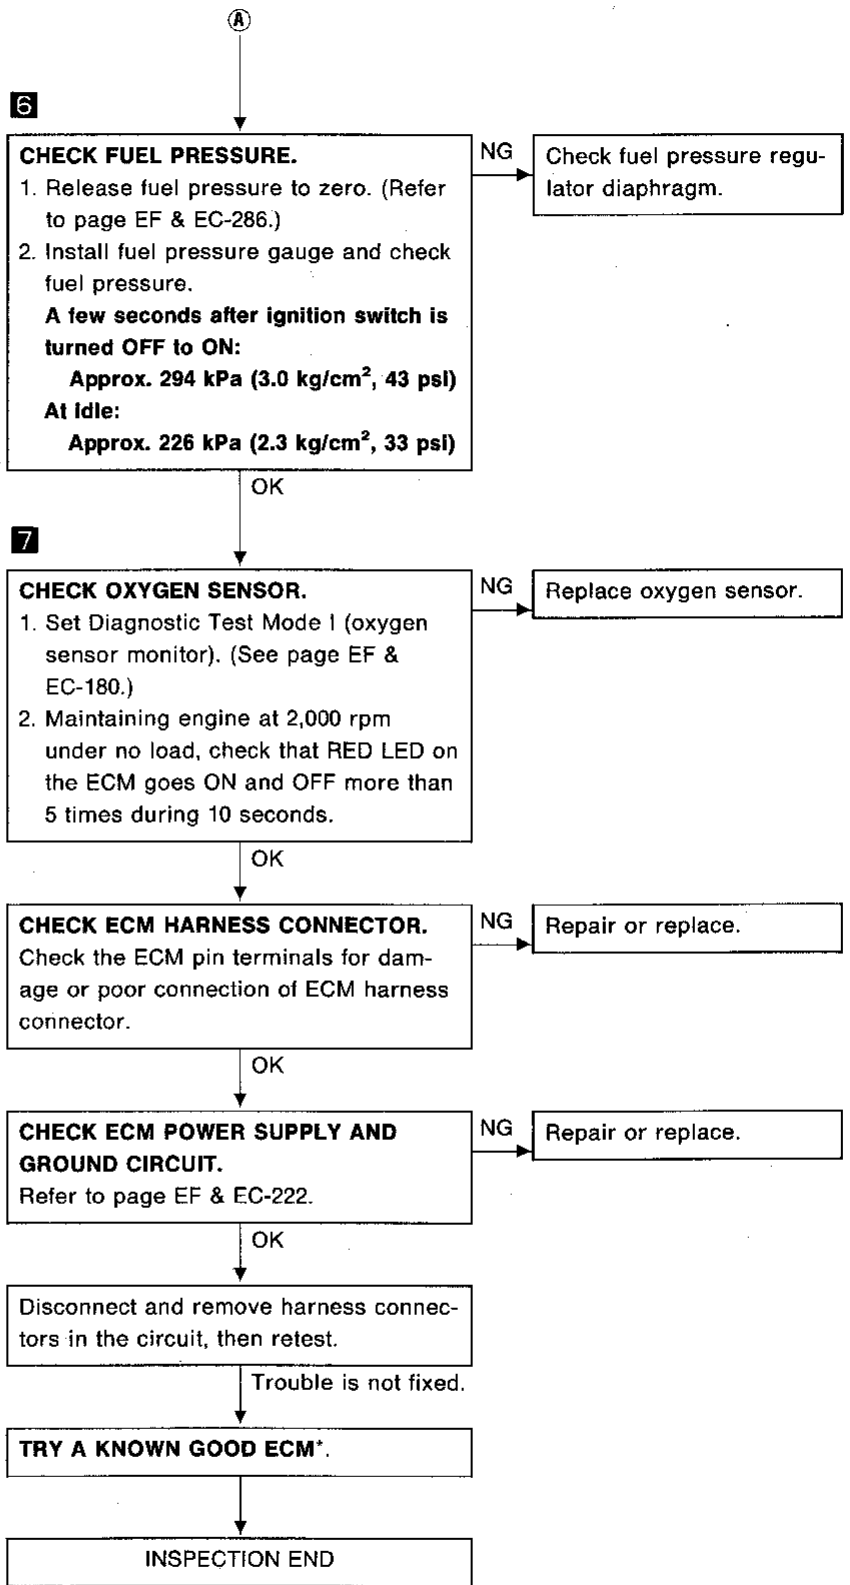 A
6
CHECK FUEL PRESSURE.
1. Release fuel pressure to zero. (Refer
to page EF & EC-286.)
2. Install fuel pressure gauge and check
fuel pressure.
A few seconds after ignition switch is
turned OFF to ON:
Approx. 294 kPa (3.0 kg/cm², 43 psi)
At idle:
Approx. 226 kPa (2.3 kg/cm², 33 psi)
NG
Check fuel pressure regu-
lator diaphragm.
OK
7
CHECK OXYGEN SENSOR.
1. Set Diagnostic Test Mode I (oxygen
sensor monitor). (See page EF &
EC-180.)
2. Maintaining engine at 2,000 rpm
under no load, check that RED LED on
the ECM goes ON and OFF more than
5 times during 10 seconds.
NG
Replace oxygen sensor.
OK
CHECK ECM HARNESS CONNECTOR.
Check the ECM pin terminals for dam-
age or poor connection of ECM harness
connector.
NG
Repair or replace.
OK
CHECK ECM POWER SUPPLY AND
GROUND CIRCUIT.
Refer to page EF & EC-222.
NG
Repair or replace.
OK
Disconnect and remove harness connec-
tors in the circuit, then retest.
Trouble is not fixed.
TRY A KNOWN GOOD ECM*.
INSPECTION END